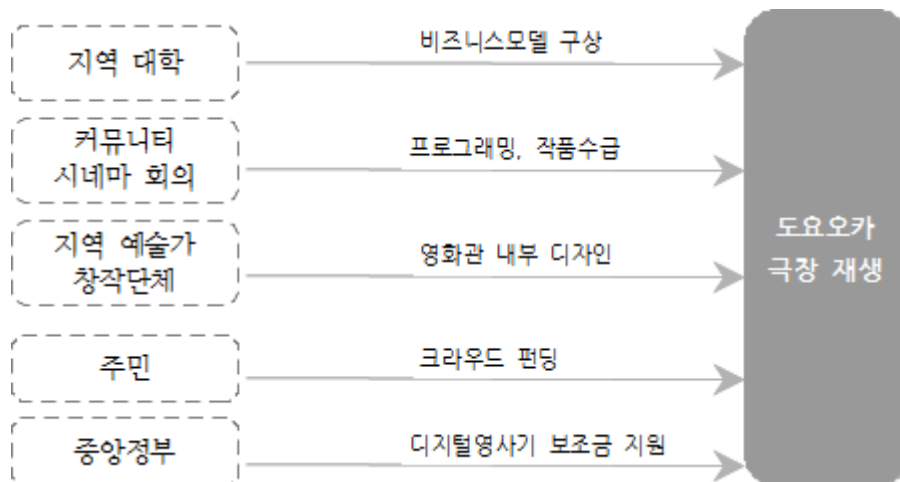 지역 대학
비즈니스모델 구상
커뮤니티
시네마 회의
프로그래밍, 작품수급
지역 예술가
창작단체
영화관 내부 디자인
주민
크라우드 펀딩
중앙정부
디지털영사기 보조금 지원
도요오카
극장 재생